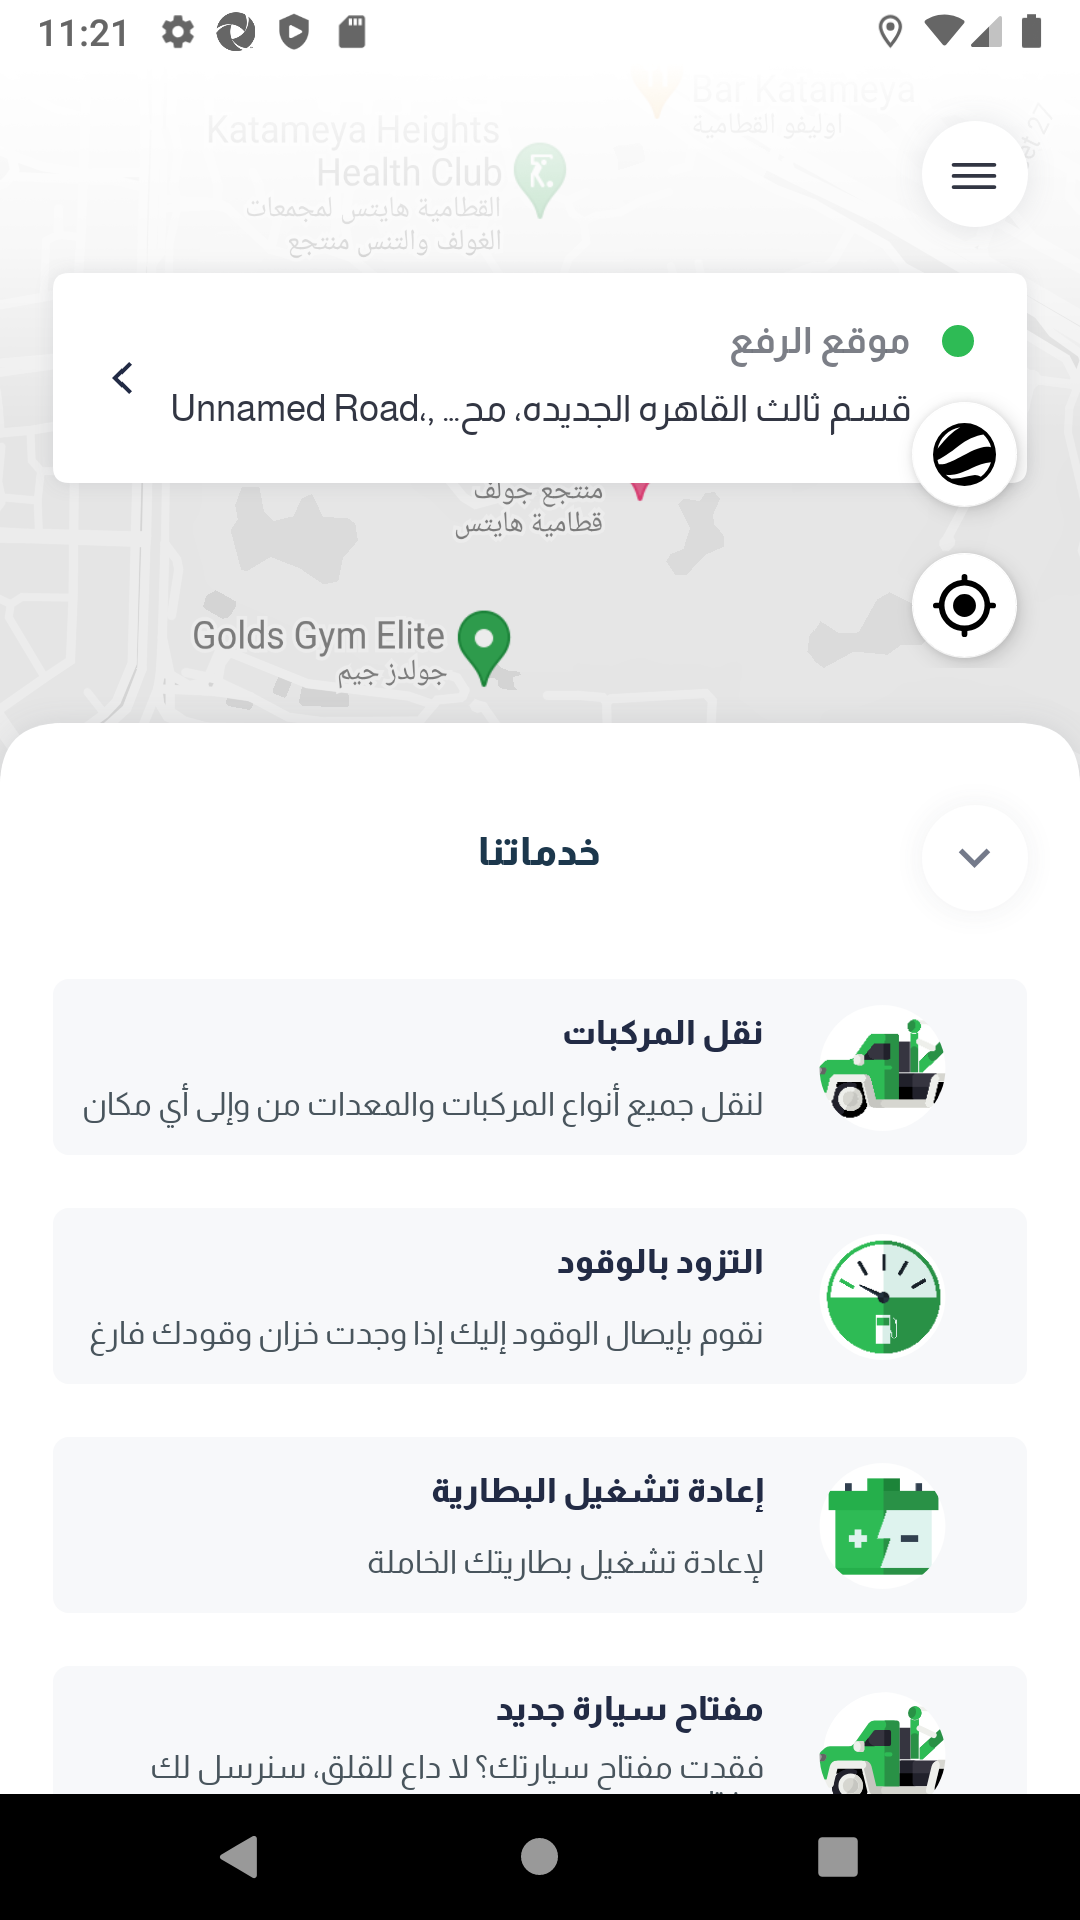 11:21
Bar Katameya
اوليفو القطامية
Katameya Heights
Health Club
القطامية هايتس لمجمعات
الغولف والتنس منتجع
موقع الرفع
قسم ثالث القاهره الجديده، مح... ,،Unnamed Road
منتجع جولف
قطامية هايتس
Golds Gym Elite
جولدز جيم
خدماتنا
نقل المركبات
لنقل جميع أنواع المركبات والمعدات من وإلى أي مكان
التزود بالوقود
نقوم بإيصال الوقود إليك إذا وجدت خزان وقودك فارغ
إعادة تشغيل البطارية
لإعادة تشغيل بطاريتك الخاملة
مفتاح سيارة جديد
فقدت مفتاح سيارتك؟ لا داع للقلق، سنرسل لك